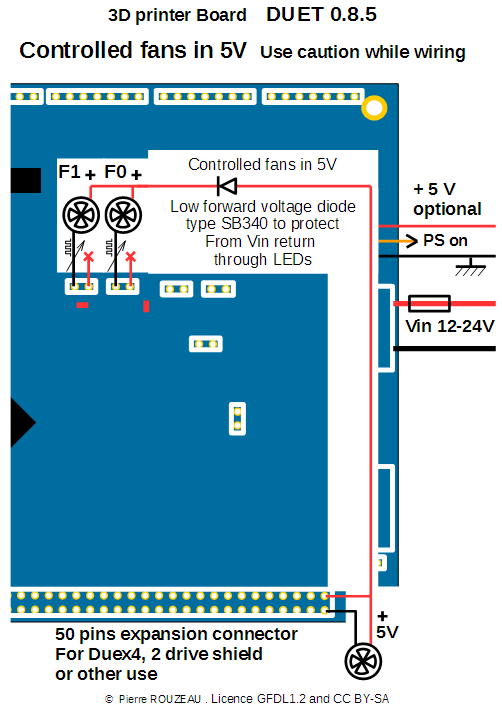 3D printer Board DUET 0.8.5
Controlled fans in 5V Use caution while wiring
F1 + F0 +
Controlled fans in 5V
Low forward voltage diode
type SB340 to protect
From Vin return
through LEDs
+ 5 V
optional
PS on
Vin 12-24V
+
5V
50 pins expansion connector
For Duex4, 2 drive shield
or other use
© Pierre ROUZEAU . Licence GFDL1.2 and CC BY-SA